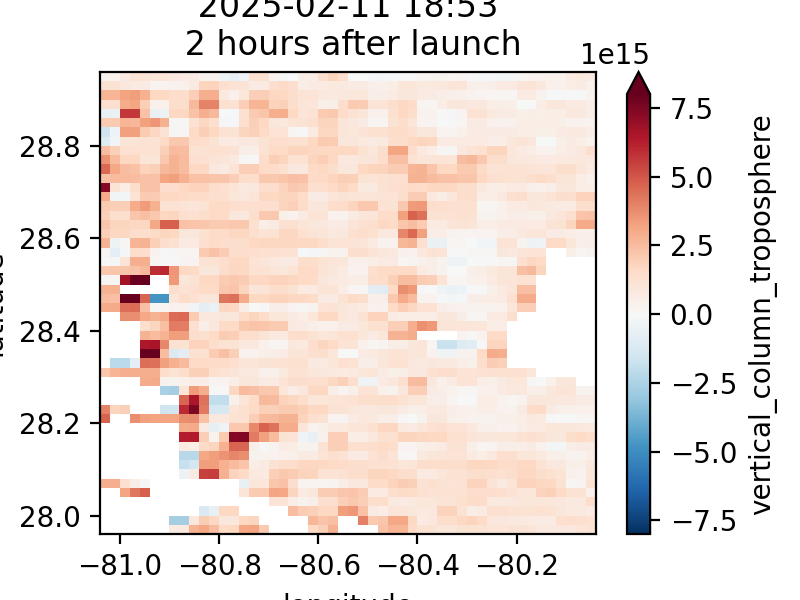 2025-02-11 18:53
2 hours after launch
1e15
28.8
28.6
28.4
28.2
28.0
−81.0 −80.8 −80.6 −80.4 −80.2
longitude
7.5
5.0
2.5
0.0
−2.5
−5.0
−7.5
vertical_column_troposphere